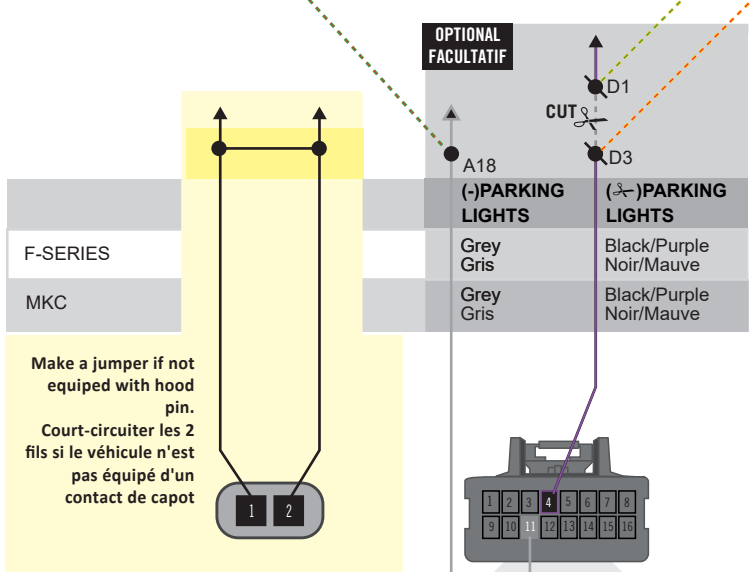 OPTIONAL
FACULTATIF
D1
CUT
D3
A18
(-)PARKING
LIGHTS
(✂)PARKING
LIGHTS
F-SERIES
Grey
Gris
Black/Purple
Noir/Mauve
MKC
Grey
Gris
Black/Purple
Noir/Mauve
Make a jumper if not
equiped with hood
pin.
Court-circuiter les 2
fils si le véhicule n'est
pas équipé d'un
contact de capot
1 2
1 2 3 4 5 6 7 8
9 10 11 12 13 14 15 16